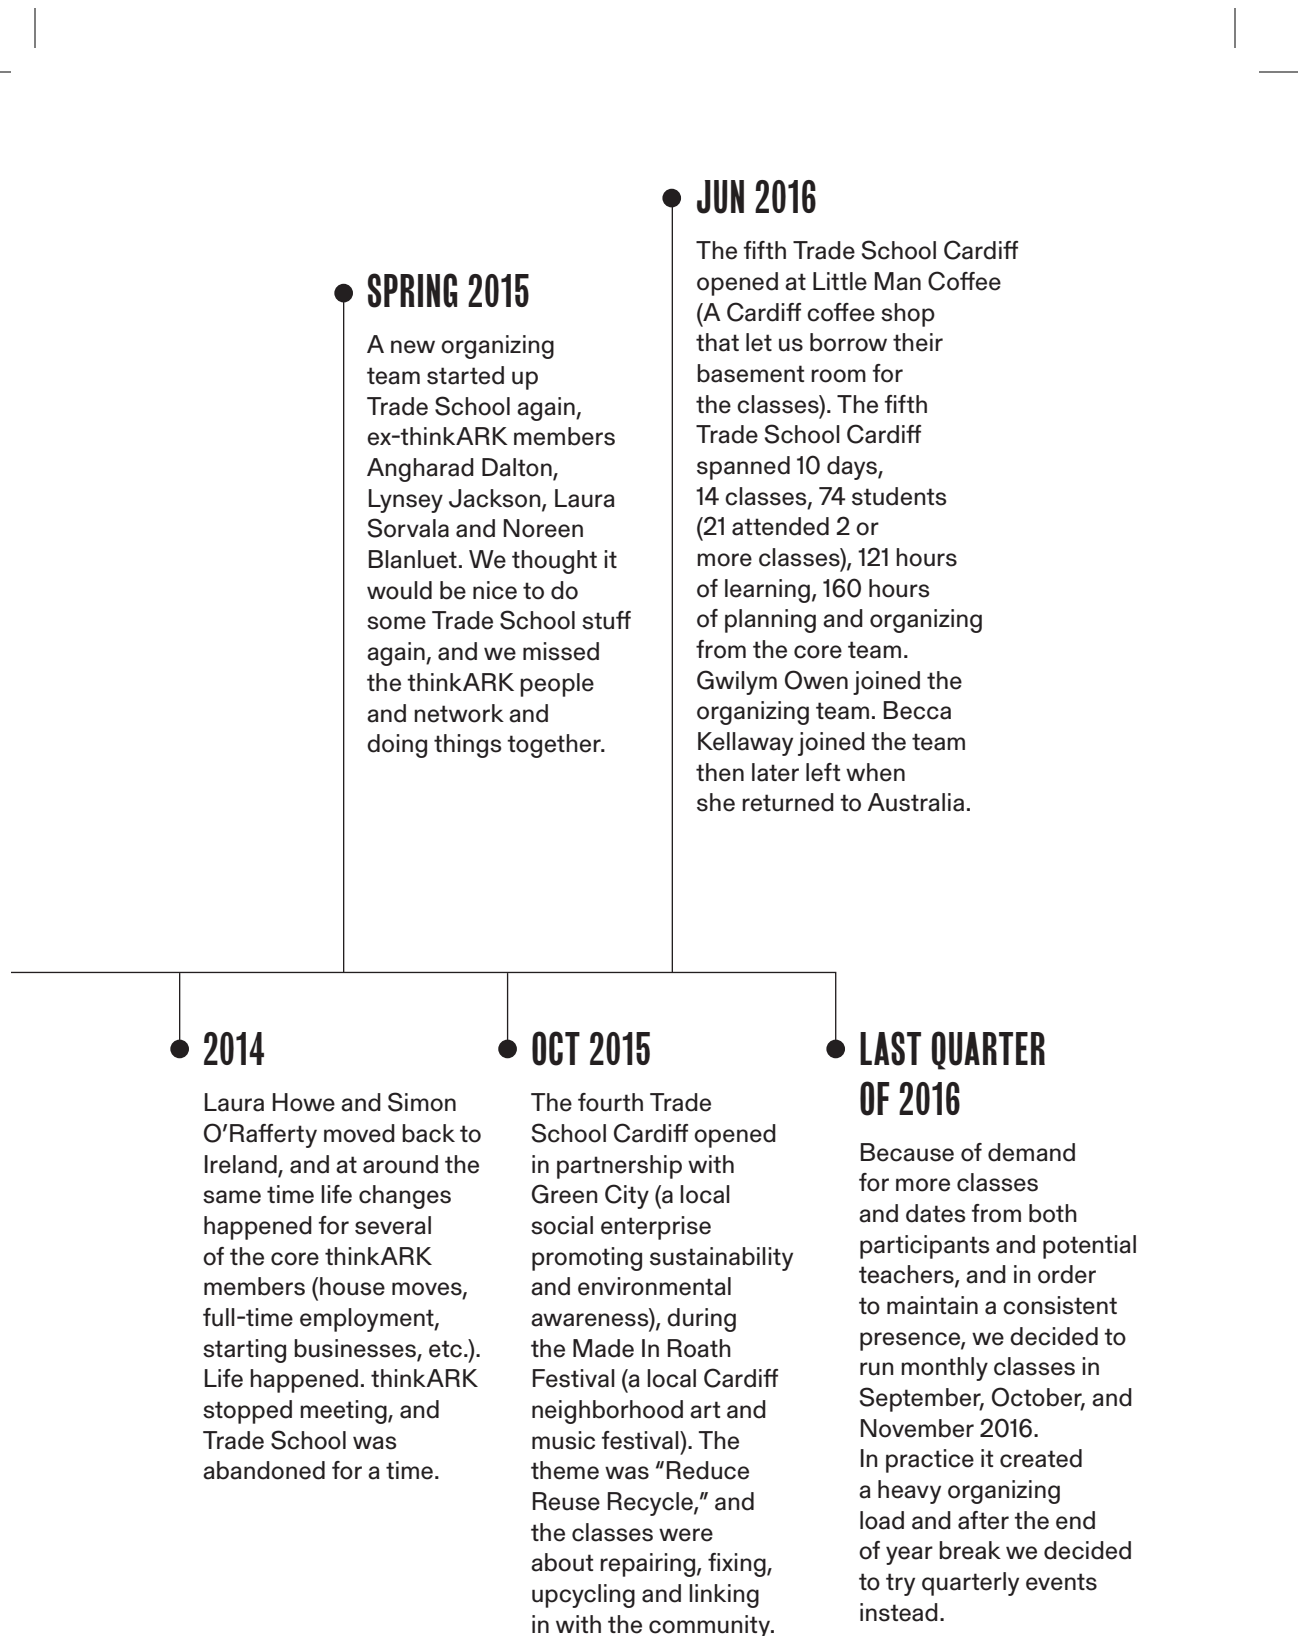 JUN 2016
The fifth Trade School Cardiff
opened at Little Man Coffee
(A Cardiff coffee shop
that let us borrow their
basement room for
the classes). The fifth
Trade School Cardiff
spanned 10 days,
14 classes, 74 students
(21 attended 2 or
more classes), 121 hours
of learning, 160 hours
of planning and organizing
from the core team.
Gwilym Owen joined the
organizing team. Becca
Kellaway joined the team
then later left when
she returned to Australia.
SPRING 2015
A new organizing
team started up
Trade School again,
ex-thinkARK members
Angharad Dalton,
Lynsey Jackson, Laura
Sorvala and Noreen
Blanluet. We thought it
would be nice to do
some Trade School stuff
again, and we missed
the thinkARK people
and network and
doing things together.
2014
Laura Howe and Simon
O’Rafferty moved back to
Ireland, and at around the
same time life changes
happened for several
of the core thinkARK
members (house moves,
full-time employment,
starting businesses, etc.).
Life happened. thinkARK
stopped meeting, and
Trade School was
abandoned for a time.
OCT 2015
The fourth Trade
School Cardiff opened
in partnership with
Green City (a local
social enterprise
promoting sustainability
and environmental
awareness), during
the Made In Roath
Festival (a local Cardiff
neighborhood art and
music festival). The
theme was “Reduce
Reuse Recycle,” and
the classes were
about repairing, fixing,
upcycling and linking
in with the community.
LAST QUARTER
OF 2016
Because of demand
for more classes
and dates from both
participants and potential
teachers, and in order
to maintain a consistent
presence, we decided to
run monthly classes in
September, October, and
November 2016.
In practice it created
a heavy organizing
load and after the end
of year break we decided
to try quarterly events
instead.